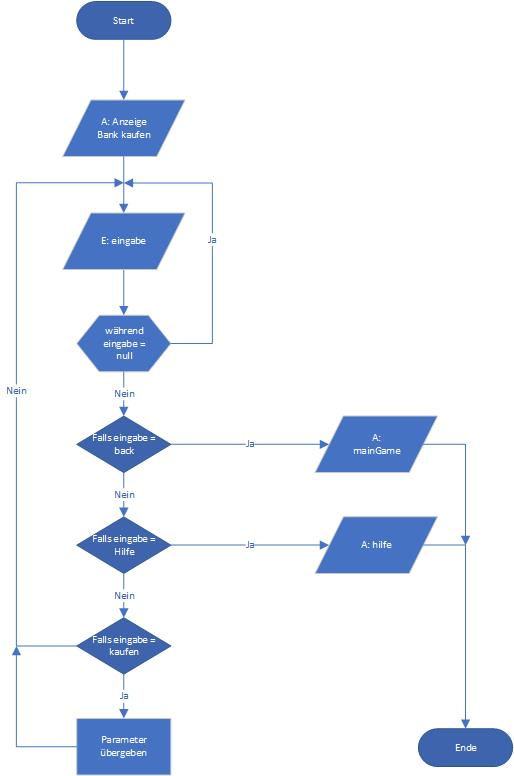 Start
A: Anzeige
Bank kaufen
E: eingabe
Ja
während
eingabe =
null
Nein
Nein
Falls eingabe =
back
Ja
A:
mainGame
Nein
Falls eingabe =
Hilfe
Ja
A: hilfe
Nein
Falls eingabe =
kaufen
Ja
Parameter
übergeben
Ende